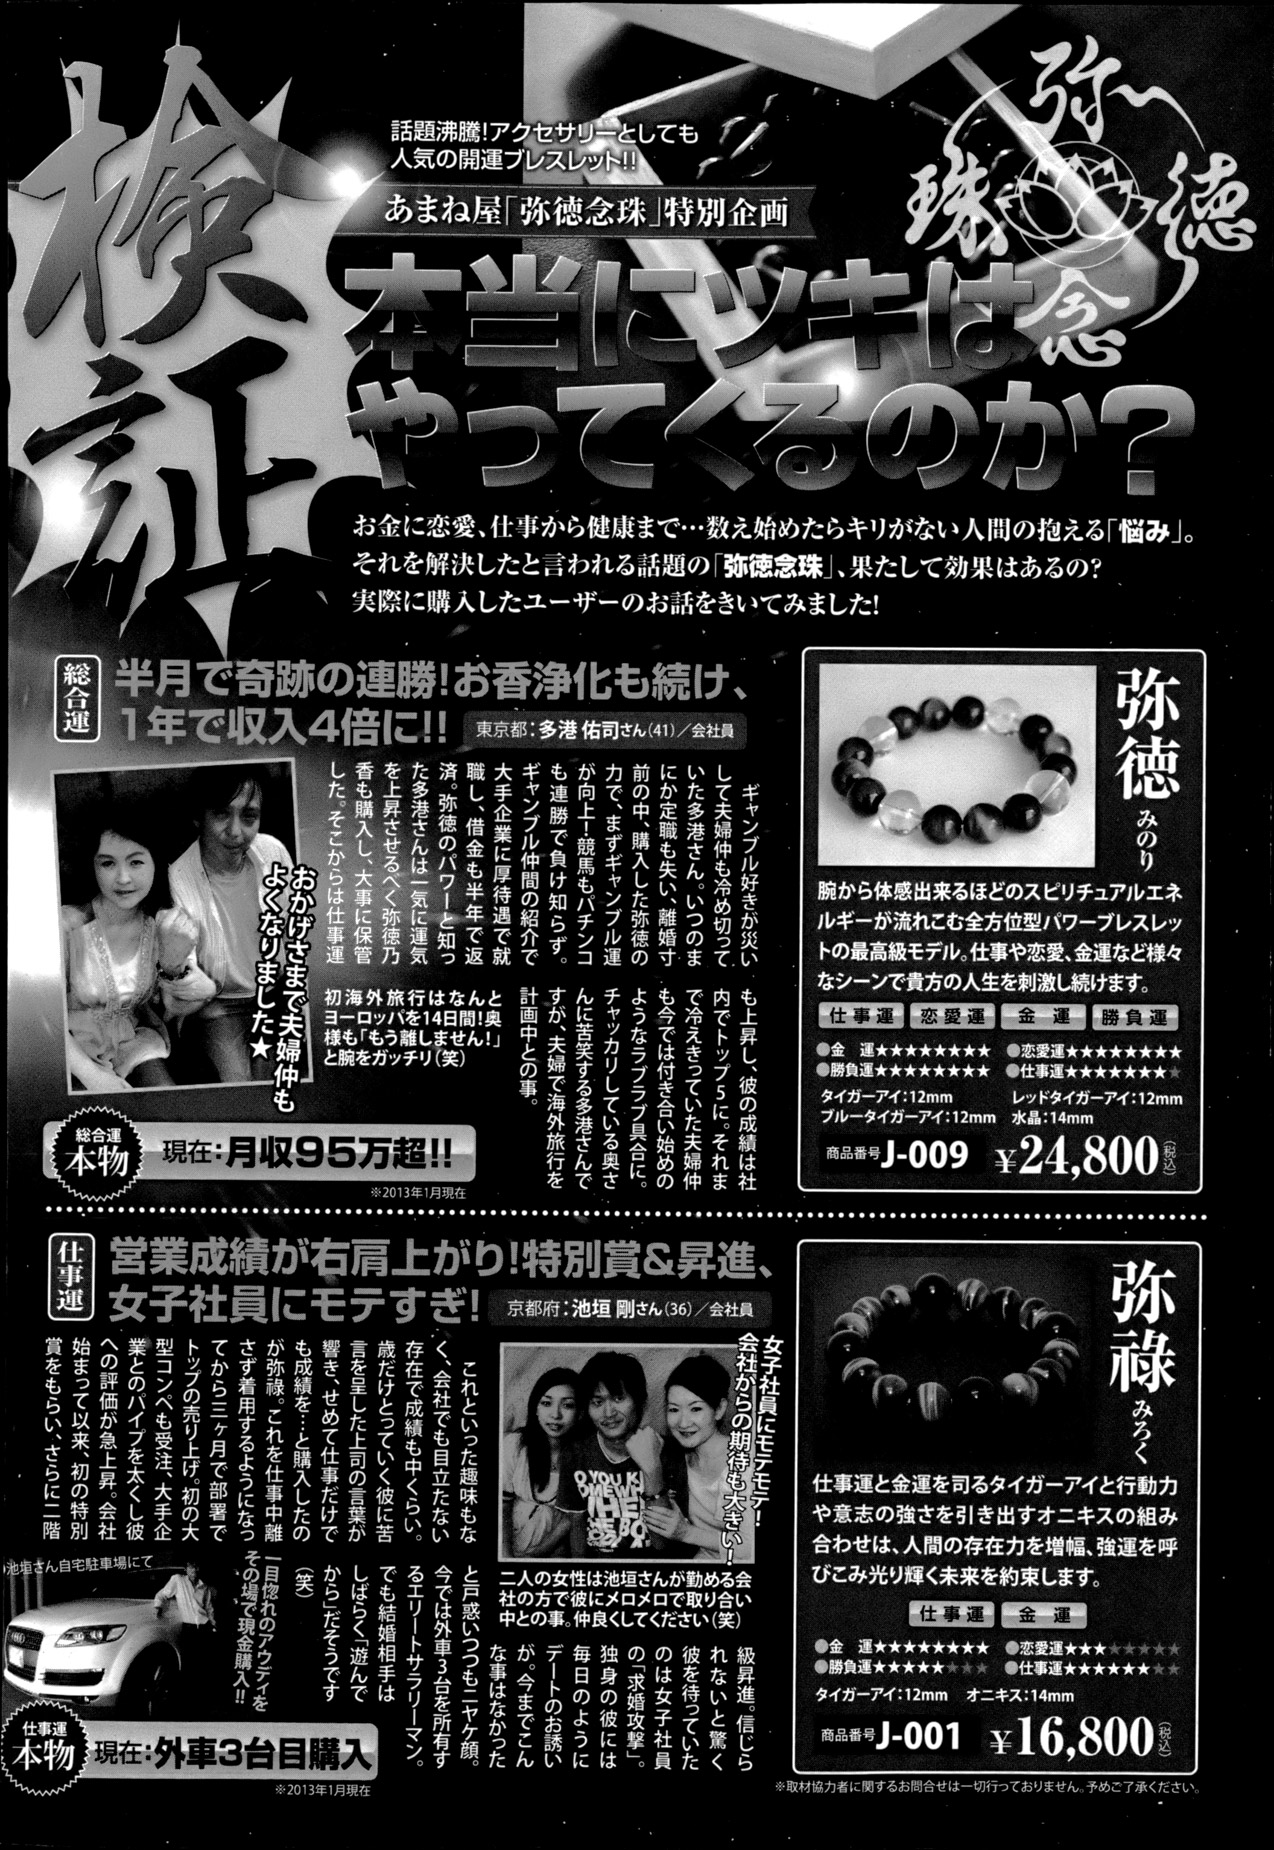 検証
話題沸騰!アクセサリーとしても
人気の開運ブレスレット!!
あまね屋「弥徳念珠」特別企画
弥徳念珠
本当にツキは
やってくるのか?
お金に恋愛、仕事から健康まで…数え始めたらキリがない人間の抱える「悩み」。
それを解決したと言われる話題の「弥徳念珠」、果たして効果はあるの?
実際に購入したユーザーのお話をきいてみました!
総合運
半月で奇跡の連勝!お香浄化も続け、
1年で収入4倍に!!
東京都:多港 佑司さん(41)/会社員
ギャンブル好きが災い
して夫婦仲も冷め切って
いた多港さん。いつのま
にか定職も失い、離婚寸
前の中、購入した弥徳の
力で、まずギャンブル運
が向上!競馬もパチンコ
も連勝で負け知らず。
ギャンブル仲間の紹介で
大手企業に厚待遇で就
職し、借金も半年で返
済。弥徳のパワーと知っ
た多港さんは一気に運気
を上昇させるべく弥徳乃
香も購入し、大事に保管
した。そこからは仕事運
も上昇し、彼の成績は社
内でトップ5に。それま
で冷えきっていた夫婦仲
も今では付き合い始めの
ようなラブラブ具合に。
チャッカリしている奥さ
んに苦笑する多港さんで
すが、夫婦で海外旅行を
計画中との事。
おかげさまで夫婦仲も
よくなりました★
初海外旅行はなんと
ヨーロッパを14日間!奥
様も「もう離しません!」
と腕をガッチリ(笑)
総合運
本物
現在:月収95万超!!
※2013年1月現在
弥徳
みのり
腕から体感出来るほどのスピリチュアルエネ
ルギーが流れこむ全方位型パワーブレスレッ
トの最高級モデル。仕事や恋愛、金運など様々
なシーンで貴方の人生を刺激し続けます。
仕事運 恋愛運 金運 勝負運
●金 運★★★★★★★★ ●恋愛運★★★★★★★★
●勝負運★★★★★★★★ ●仕事運★★★★★★★★
タイガーアイ:12mm レッドタイガーアイ:12mm
ブルータイガーアイ:12mm 水晶:14mm
商品番号J-009 ¥24,800(税込)
仕事運
営業成績が右肩上がり!特別賞&昇進、
女子社員にモテすぎ!
京都府:池垣 剛さん(36)/会社員
これといった趣味もな
く、会社でも目立たない
存在で成績も中くらい。
歳だけとっていく彼に苦
言を呈した上司の言葉が
響き、せめて仕事だけで
も成績を…と購入したの
が弥禄。これを仕事中離
さず着用するようになっ
てから三ヶ月で部署で
トップの売り上げ。初の大
型コンペも受注、大手企
業とのパイプを太くし彼
への評価が急上昇。会社
始まって以来、初の特別
賞をもらい、さらに二階
級昇進。信じら
れないと驚く
彼を待っていた
のは女子社員
の「求婚攻撃」。
独身の彼には
毎日のように
デートのお誘い
が。今までこん
な事はなかった
と戸惑いつつもニヤケ顔。
今では外車3台を所有す
るエリートサラリーマン。
でも結婚相手は
しばらく「遊んで
から」だそうです
(笑)
女子社員にモテモテ!
会社からの期待も大きい!
二人の女性は池垣さんが勤める会
社の方で彼にメロメロで取り合い
中との事。仲良くしてください(笑)
池垣さん自宅駐車場にて
一目惚れのアウディを
その場で現金購入!!
仕事運
本物
現在:外車3台目購入
※2013年1月現在
弥禄
みろく
仕事運と金運を司るタイガーアイと行動力
や意志の強さを引き出すオニキスの組み
合わせは、人間の存在力を増幅、強運を呼
びこみ光り輝く未来を約束します。
仕事運 金運
●金 運★★★★★★★★ ●恋愛運★★★★★★★★
●勝負運★★★★★★★★ ●仕事運★★★★★★★★
タイガーアイ:12mm オニキス:14mm
商品番号J-001 ¥16,800(税込)
※取材協力者に関するお問合せは一切行っておりません。予めご了承ください。